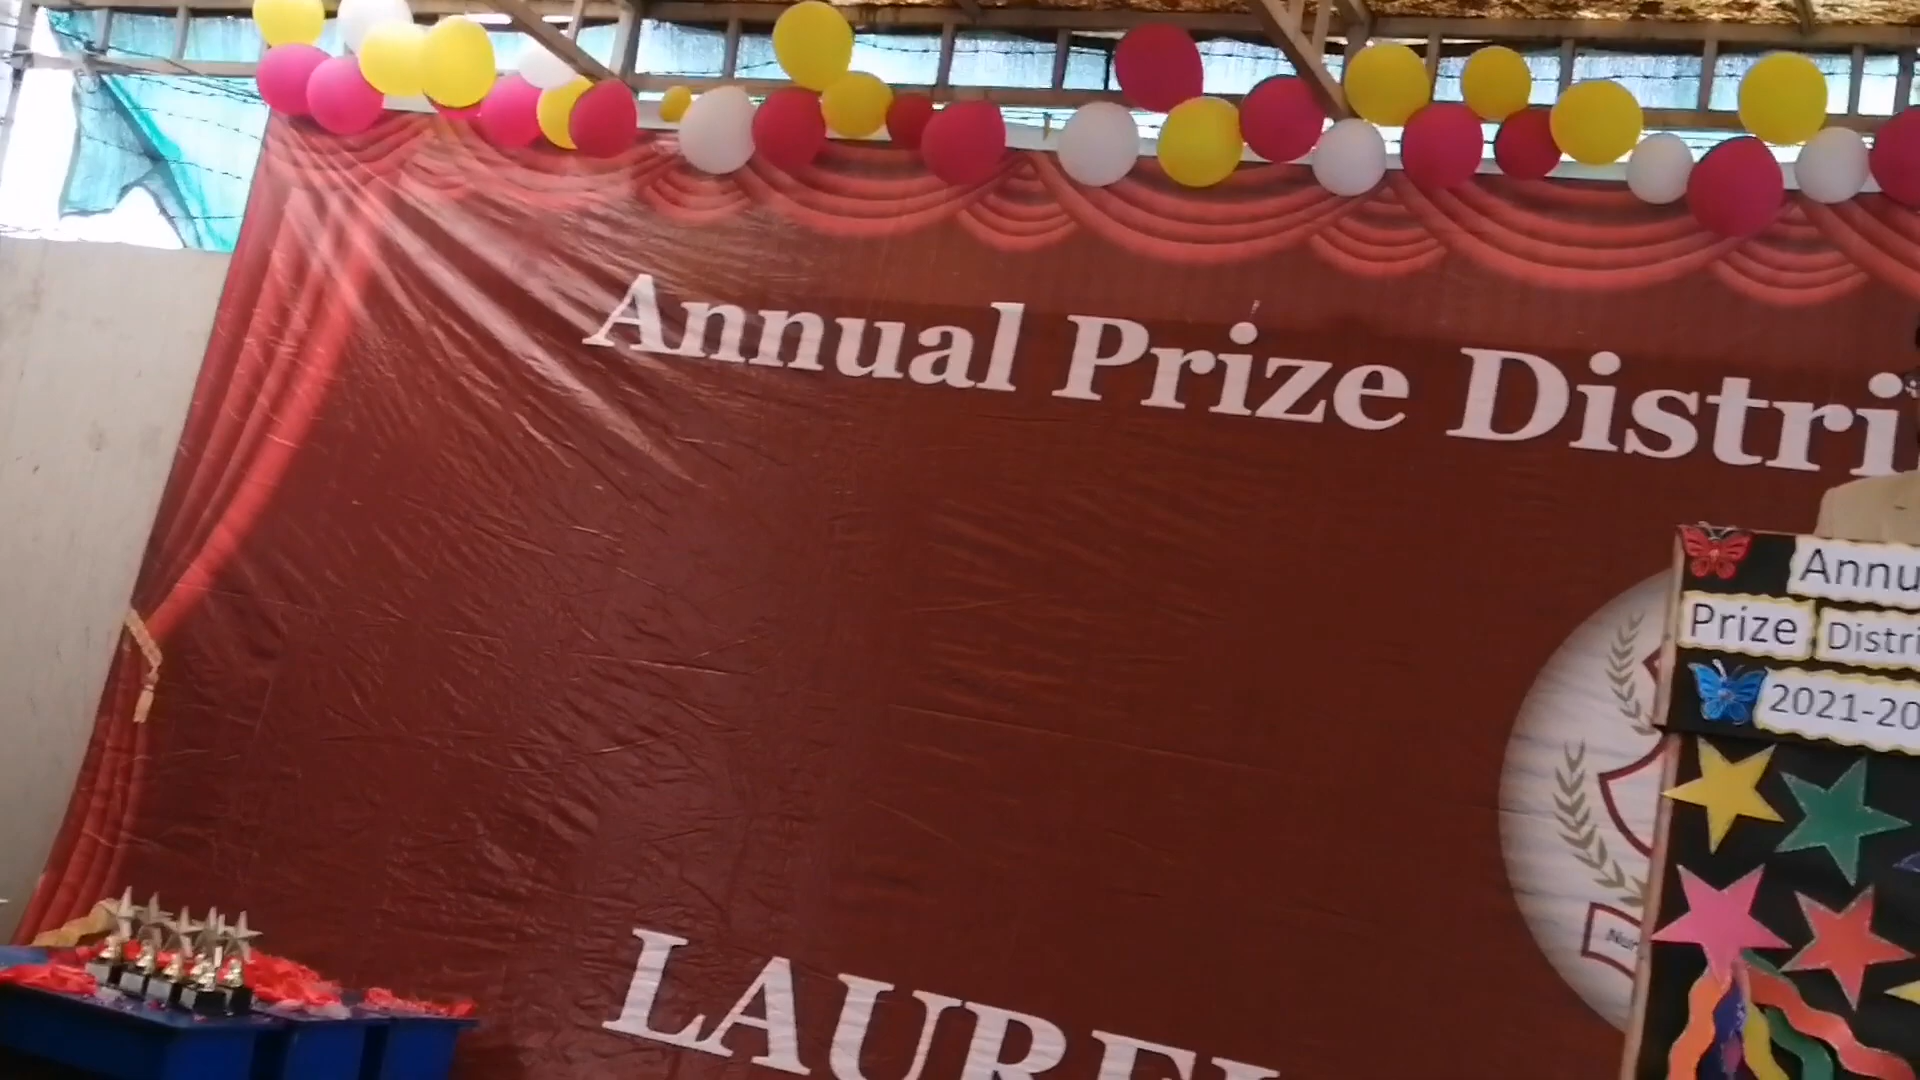 Annual Prize Distri
Annu
Prize Distri
2021-20
LAUREL